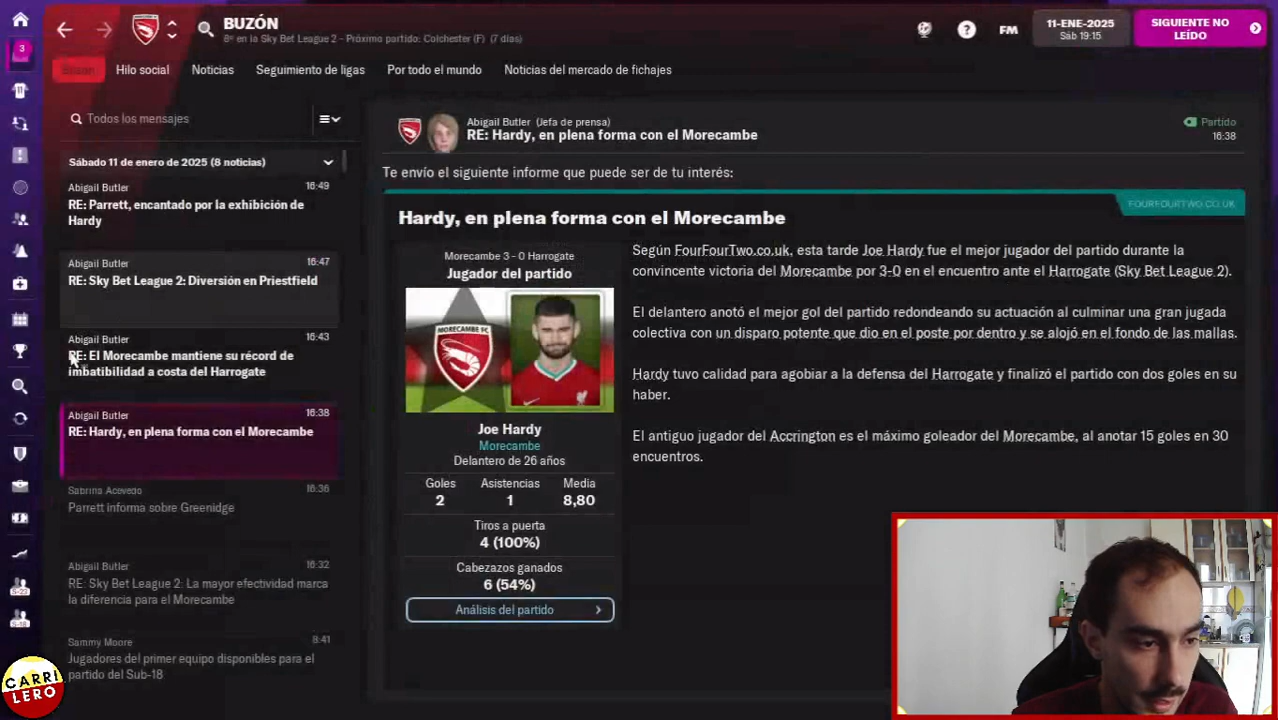 BUZÓN
8º en la Sky Bet League 2 - Próximo partido: Colchester (F) (7 días)
FM
11-ENE-2025
Sáb 19:15
SIGUIENTE NO
LEÍDO
3
Buzón
Hilo social
Noticias
Seguimiento de ligas
Por todo el mundo
Noticias del mercado de fichajes
Todos los mensajes
Sábado 11 de enero de 2025 (8 noticias)
Abigail Butler 16:49
RE: Parrett, encantado por la exhibición de
Hardy
Abigail Butler 16:47
RE: Sky Bet League 2: Diversión en Priestfield
Abigail Butler 16:43
RE: El Morecambe mantiene su récord de
imbatibilidad a costa del Harrogate
Abigail Butler 16:38
RE: Hardy, en plena forma con el Morecambe
Sabrina Acevedo 16:36
Parrett informa sobre Greenidge
Abigail Butler 16:32
RE: Sky Bet League 2: La mayor efectividad marca
la diferencia para el Morecambe
Sammy Moore 8:41
Jugadores del primer equipo disponibles para el
partido del Sub-18
S-23
S-18
CARRI
LERO
Abigail Butler (Jefa de prensa)
RE: Hardy, en plena forma con el Morecambe
Partido
16:38
Te envío el siguiente informe que puede ser de tu interés:
FOURFOURTWO.CO.UK
Hardy, en plena forma con el Morecambe
Morecambe 3 - 0 Harrogate
Jugador del partido
MORECAMBE FC
Joe Hardy
Morecambe
Delantero de 26 años
Goles Asistencias Media
2 1 8,80
Tiros a puerta
4 (100%)
Cabezazos ganados
6 (54%)
Análisis del partido
Según FourFourTwo.co.uk, esta tarde Joe Hardy fue el mejor jugador del partido durante la
convincente victoria del Morecambe por 3-0 en el encuentro ante el Harrogate (Sky Bet League 2).
El delantero anotó el mejor gol del partido redondeando su actuación al culminar una gran jugada
colectiva con un disparo potente que dio en el poste por dentro y se alojó en el fondo de las mallas.
Hardy tuvo calidad para agobiar a la defensa del Harrogate y finalizó el partido con dos goles en su
haber.
El antiguo jugador del Accrington es el máximo goleador del Morecambe, al anotar 15 goles en 30
encuentros.